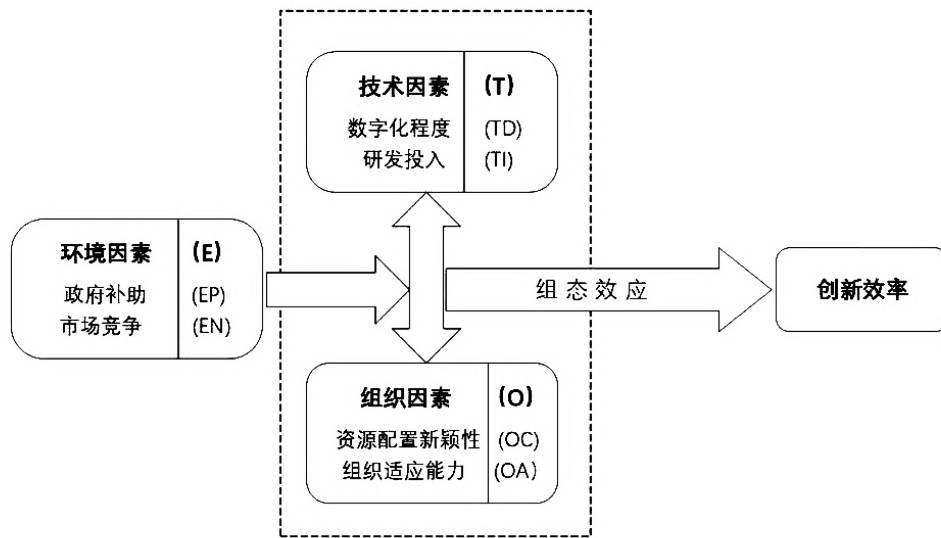 技术因素 (T)
数字化程度 (TD)
研发投入 (TI)
环境因素 (E)
政府补助 (EP)
市场竞争 (EN)
组态效应
创新效率
组织因素 (O)
资源配置新颖性 (OC)
组织适应能力 (OA)